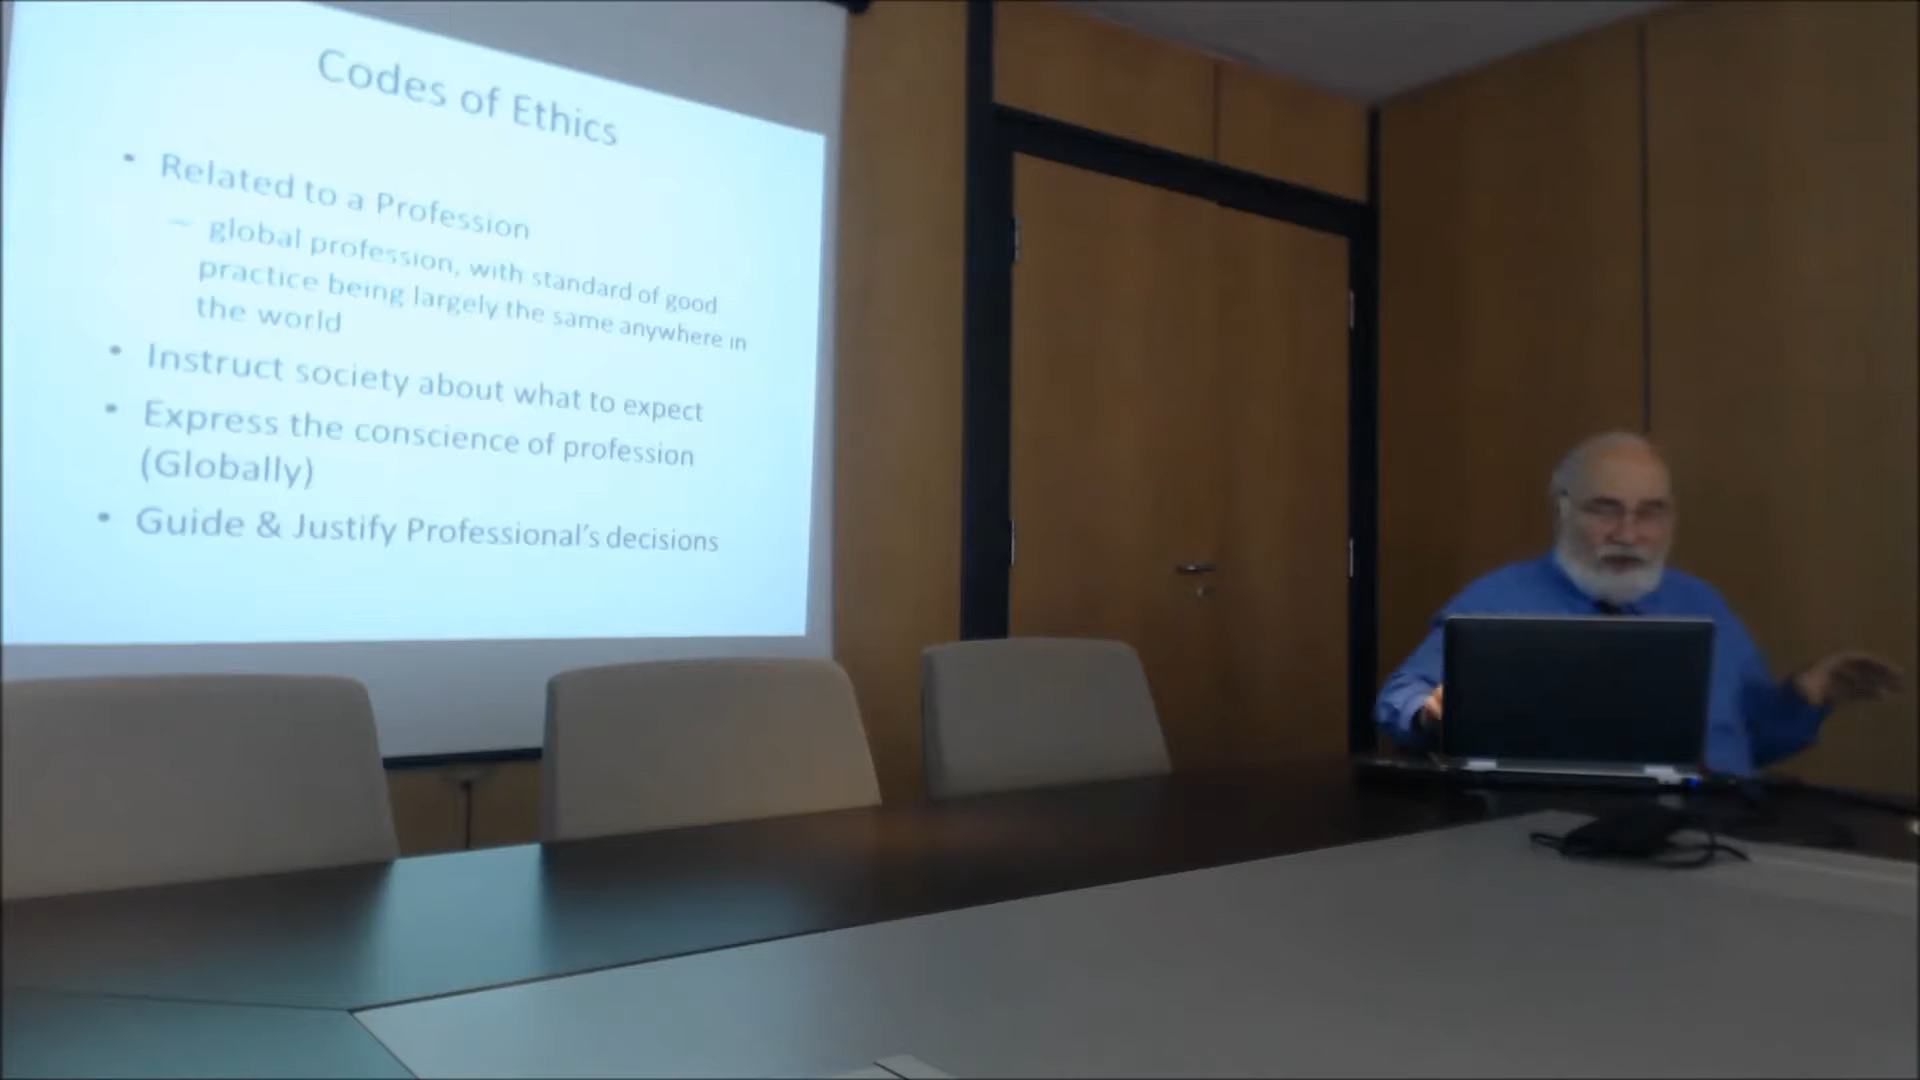 Codes of Ethics
• Related to a Profession
– global profession, with standard of good
practice being largely the same anywhere in
the world
• Instruct society about what to expect
• Express the conscience of profession
(Globally)
• Guide & Justify Professional's decisions